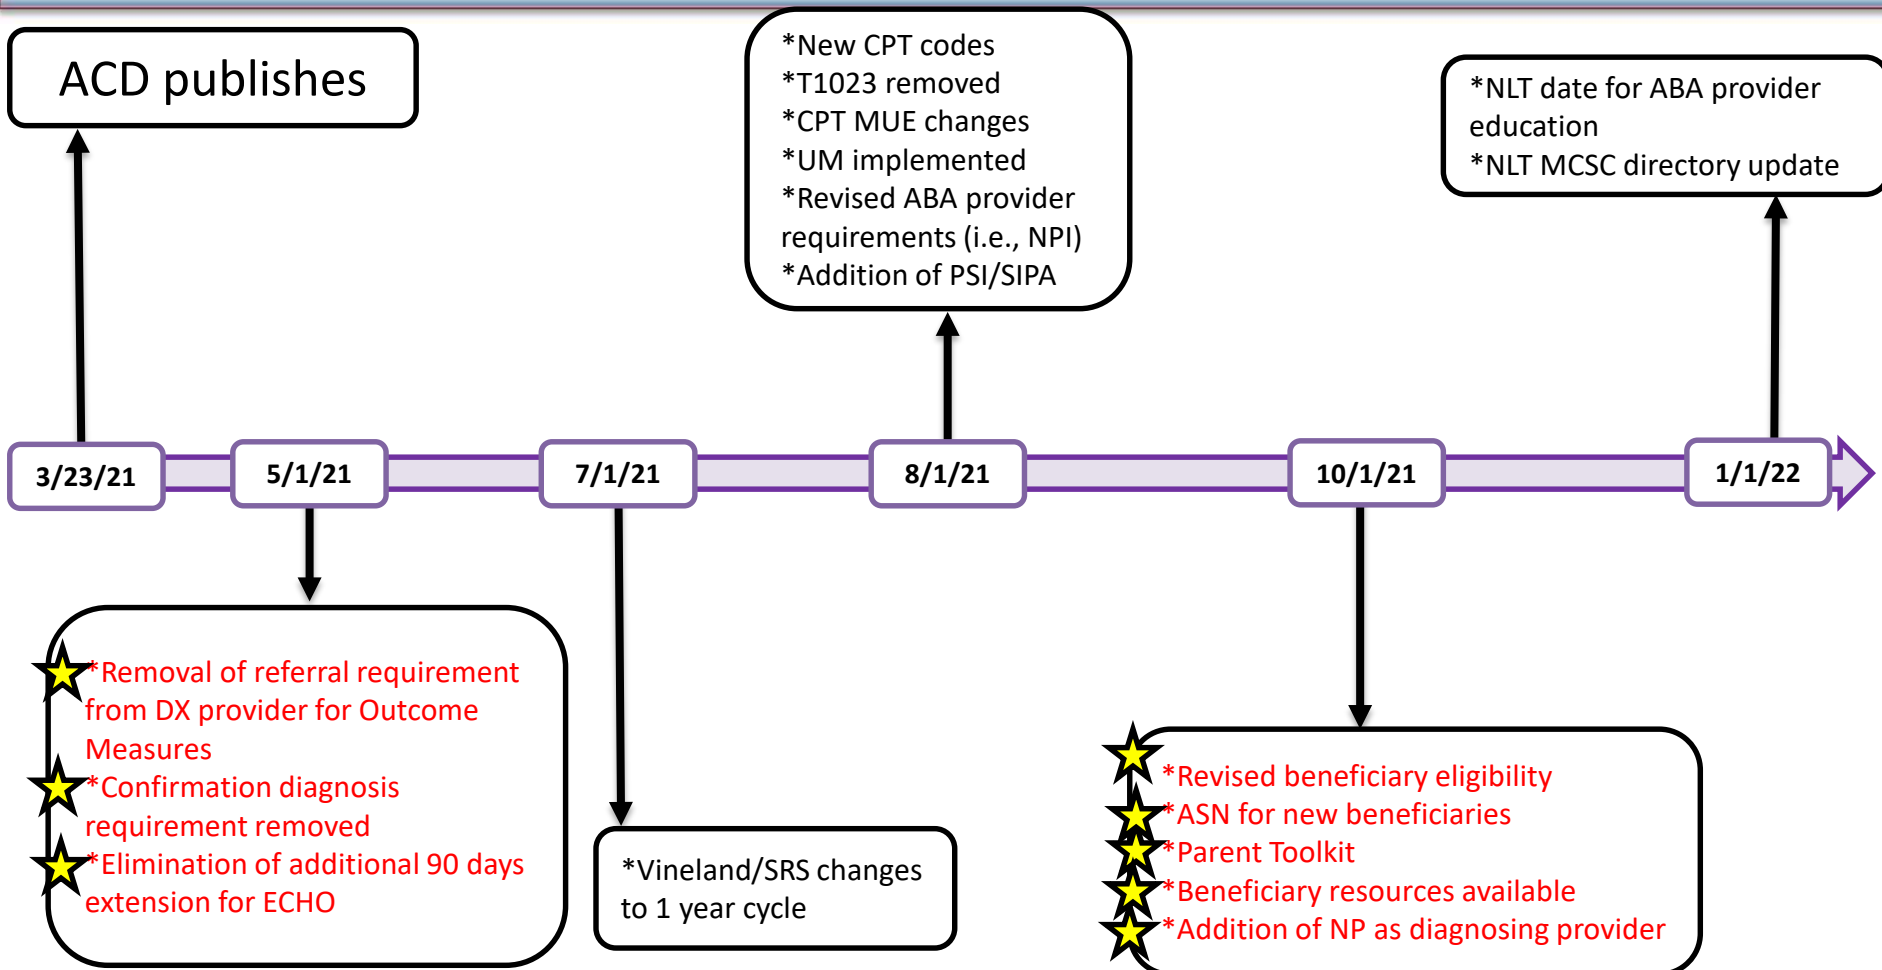 ACD publishes
*New CPT codes
*T1023 removed
*CPT MUE changes
*UM implemented
*Revised ABA provider
requirements (i.e., NPI)
*Addition of PSI/SIPA
*NLT date for ABA provider
education
*NLT MCSC directory update
3/23/21
5/1/21
7/1/21
8/1/21
10/1/21
1/1/22
*Removal of referral requirement
from DX provider for Outcome
Measures
*Confirmation diagnosis
requirement removed
*Elimination of additional 90 days
extension for ECHO
*Vineland/SRS changes
to 1 year cycle
*Revised beneficiary eligibility
*ASN for new beneficiaries
*Parent Toolkit
*Beneficiary resources available
*Addition of NP as diagnosing provider